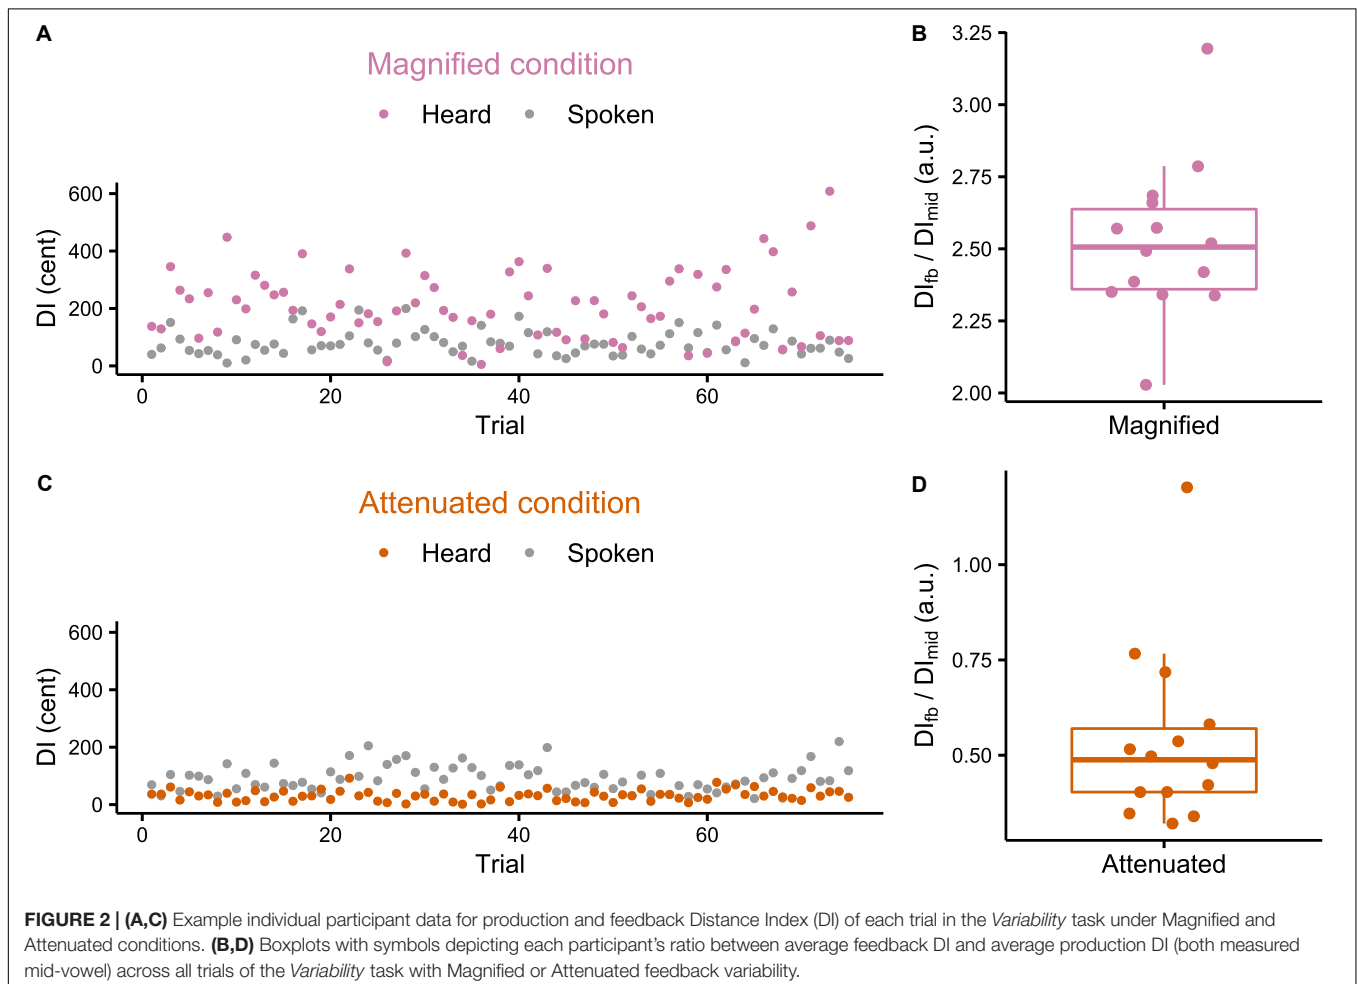 A
Magnified condition
Heard
Spoken
600
400
200
0
DI (cent)
0
20
40
60
Trial
B
3.25
3.00
2.75
2.50
2.25
2.00
DIfb / DImid (a.u.)
Magnified
C
Attenuated condition
Heard
Spoken
600
400
200
0
DI (cent)
0
20
40
60
Trial
D
1.00
0.75
0.50
DIfb / DImid (a.u.)
Attenuated
FIGURE 2 | (A,C) Example individual participant data for production and feedback Distance Index (DI) of each trial in the Variability task under Magnified and
Attenuated conditions. (B,D) Boxplots with symbols depicting each participant's ratio between average feedback DI and average production DI (both measured
mid-vowel) across all trials of the Variability task with Magnified or Attenuated feedback variability.